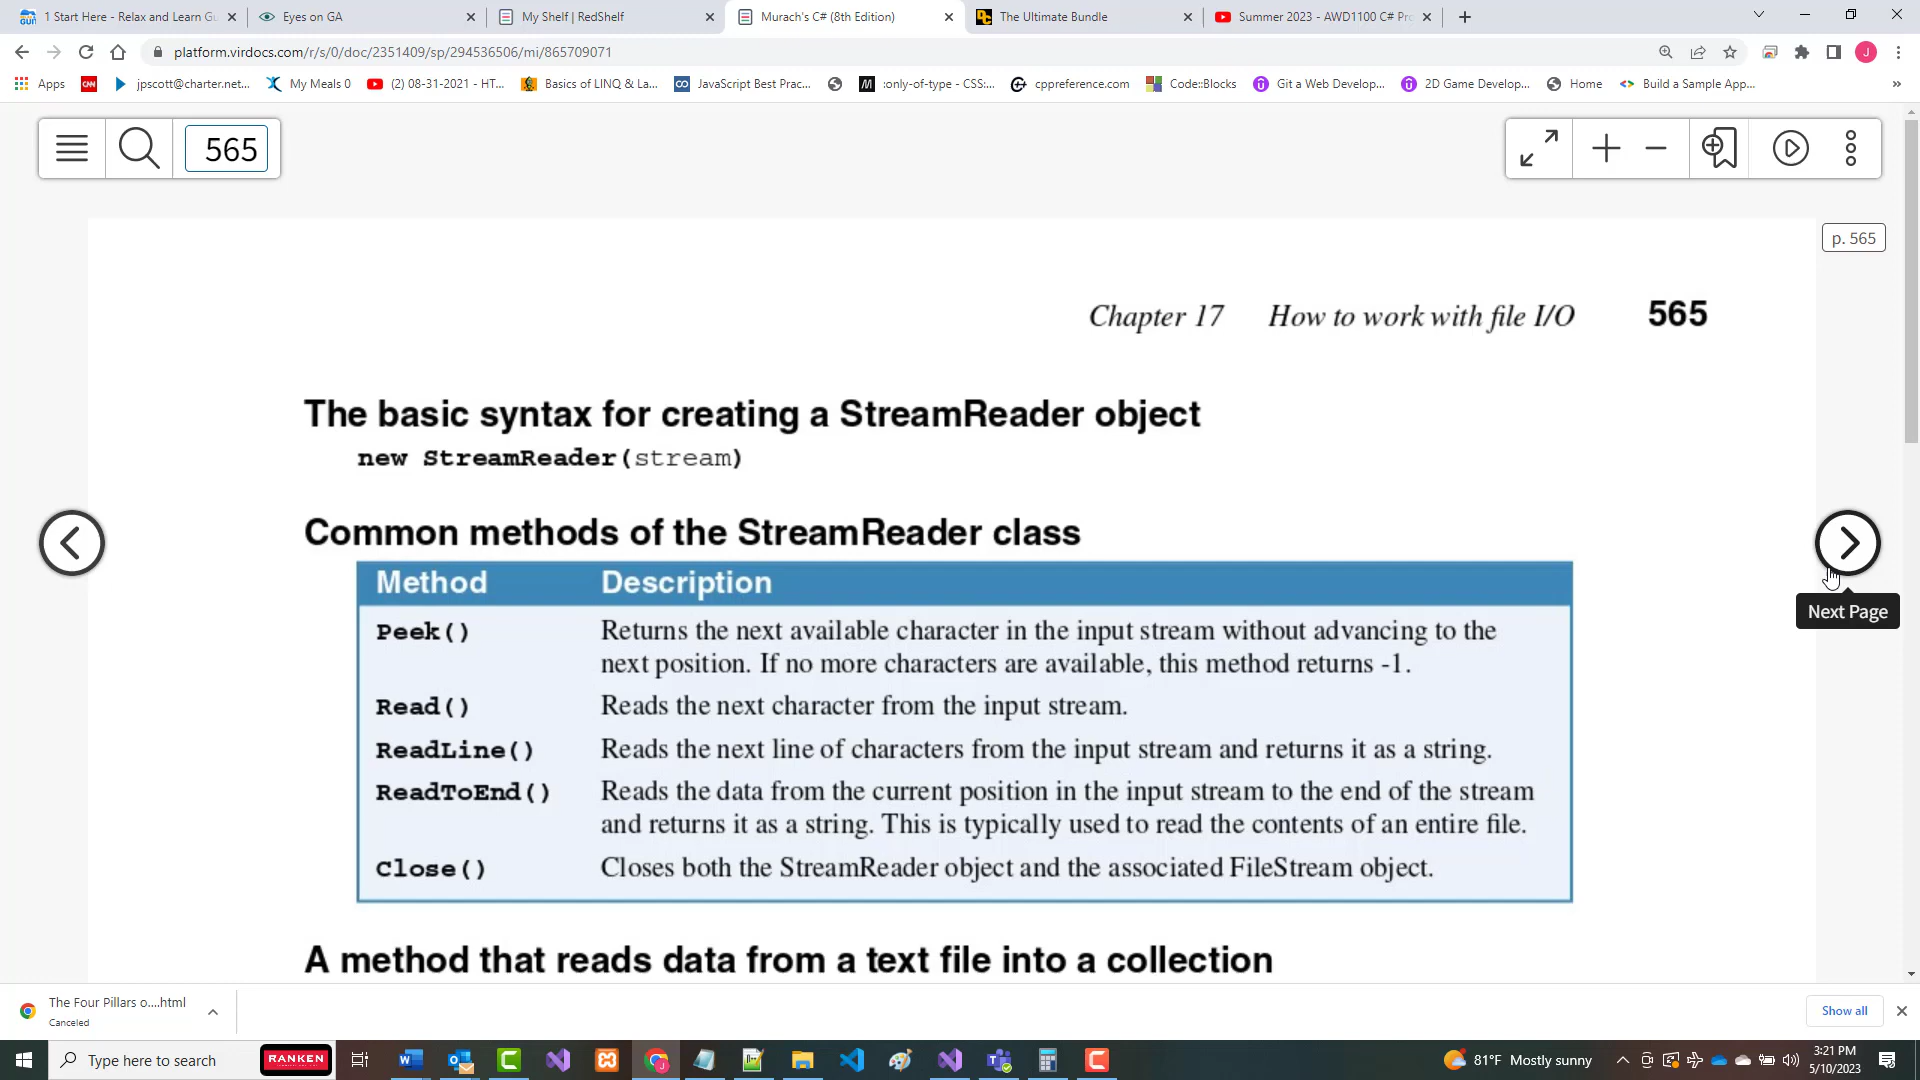 1 Start Here - Relax and Learn Gu
Eyes on GA
My Shelf | RedShelf
Murach's C# (8th Edition)
The Ultimate Bundle
Summer 2023 - AWD1100 C# Pro
platform.virdocs.com/r/s/0/doc/2351409/sp/294536506/mi/865709071
J
Apps
CNN
jpscott@charter.net...
My Meals 0
(2) 08-31-2021 - HT...
Basics of LINQ & La...
JavaScript Best Prac...
:only-of-type - CSS:...
cppreference.com
Code::Blocks
Git a Web Develop...
2D Game Develop...
Home
Build a Sample App...
»
565
p. 565
Chapter 17 How to work with file I/O 565
The basic syntax for creating a StreamReader object
new StreamReader(stream)
Common methods of the StreamReader class
Method Description
Peek() Returns the next available character in the input stream without advancing to the
next position. If no more characters are available, this method returns -1.
Read() Reads the next character from the input stream.
ReadLine() Reads the next line of characters from the input stream and returns it as a string.
ReadToEnd() Reads the data from the current position in the input stream to the end of the stream
and returns it as a string. This is typically used to read the contents of an entire file.
Close() Closes both the StreamReader object and the associated FileStream object.
Next Page
A method that reads data from a text file into a collection
The Four Pillars o....html
Canceled
Show all
Type here to search
RANKEN
81°F Mostly sunny
3:21 PM
5/10/2023